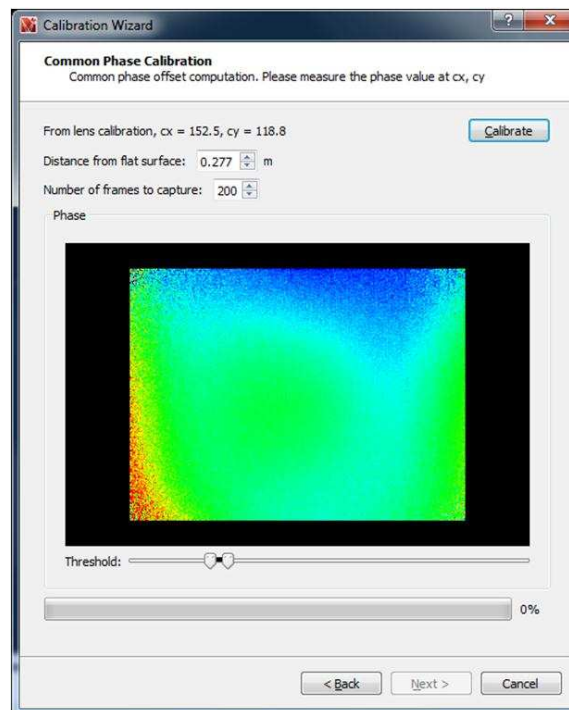 Calibration Wizard
Common Phase Calibration
Common phase offset computation. Please measure the phase value at cx, cy
From lens calibration, cx = 152.5, cy = 118.8
Calibrate
Distance from flat surface: 0.277 m
Number of frames to capture: 200
Phase
Threshold:
0%
< Back Next > Cancel